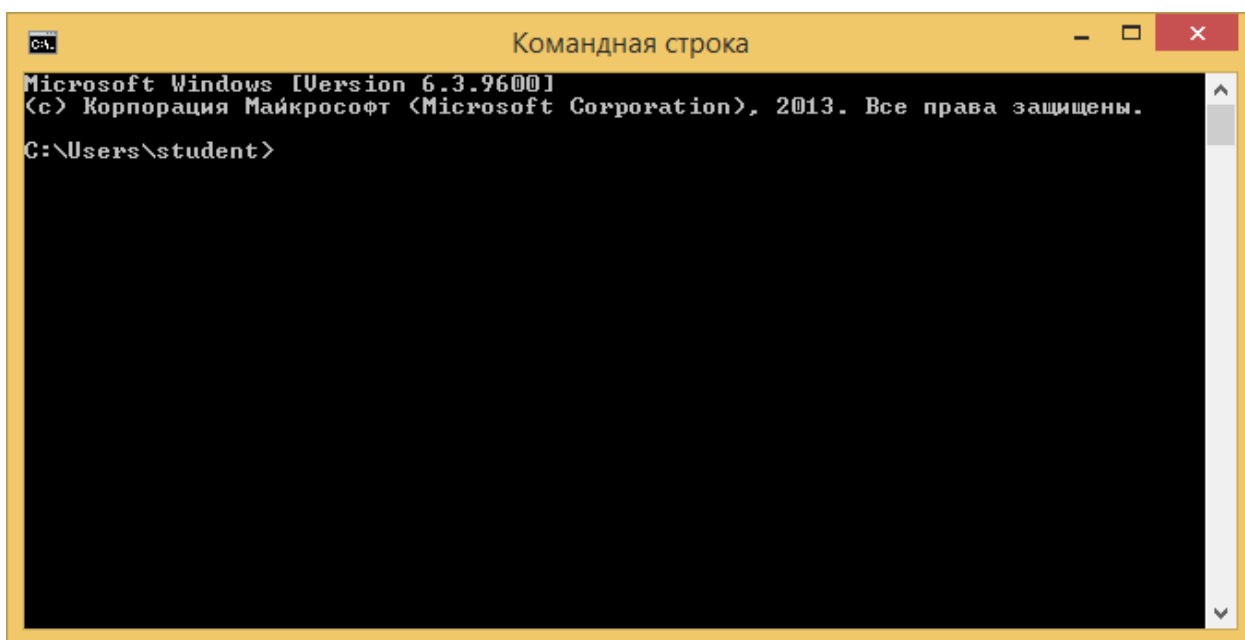 Командная строка
Microsoft Windows [Version 6.3.9600]
(c) Корпорация Майкрософт (Microsoft Corporation), 2013. Все права защищены.
C:\Users\student>